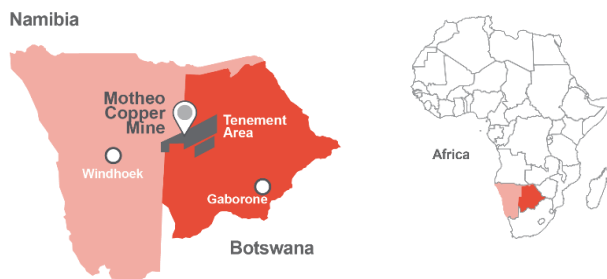 Namibia
Motheo
Copper
Mine
Tenement
Area
Windhoek
Gaborone
Botswana
Africa